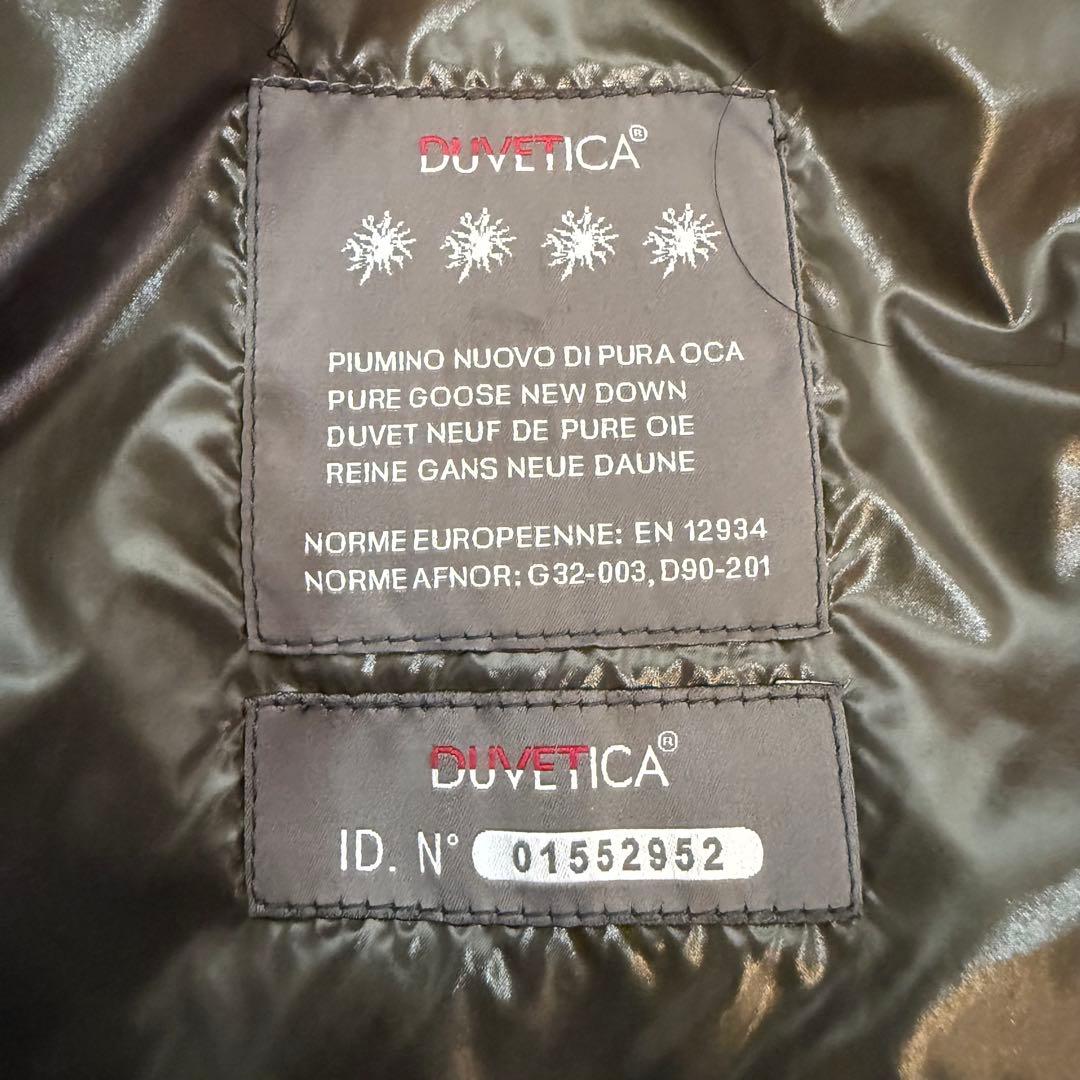 DUVETICA®
PIUMINO NUOVO DI PURA OCA
PURE GOOSE NEW DOWN
DUVET NEUF DE PURE OIE
REINE GANS NEUE DAUNE
NORME EUROPEENNE: EN 12934
NORME AFNOR: G32-003, D90-201
DUVETICA®
ID. N° 01552952